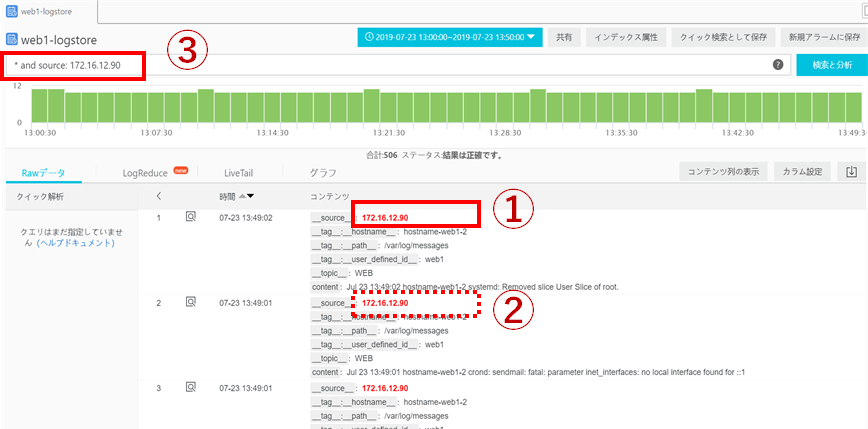 web1-logstore
web1-logstore
2019-07-23 13:00:00~2019-07-23 13:50:00 共有 インデックス属性 クイック検索として保存 新規アラームに保存
③
* and source: 172.16.12.90 ? 検索と分析
12
0
13:00:30 13:07:30 13:14:30 13:21:30 13:28:30 13:35:30 13:42:30 13:49:3
合計:506 ステータス:結果は正確です。
Rawデータ LogReduce new LiveTail グラフ コンテンツ列の表示 カラム設定
クイック解析 時間 コンテンツ
クエリはまだ指定していません (ヘルプドキュメント)
1 07-23 13:49:02 __source__: 172.16.12.90 ①
__tag__:__hostname__: hostname-web1-2
__tag__:__path__: /var/log/messages
__tag__:__user_defined_id__: web1
__topic__: WEB
content: Jul 23 13:49:02 hostname-web1-2 systemd: Removed slice User Slice of root.
2 07-23 13:49:01 __source__: 172.16.12.90 ②
__tag__:__hostname__: hostname-web1-2
__tag__:__path__: /var/log/messages
__tag__:__user_defined_id__: web1
__topic__: WEB
content: Jul 23 13:49:01 hostname-web1-2 crond: sendmail: fatal: parameter inet_interfaces: no local interface found for ::1
3 07-23 13:49:01 __source__: 172.16.12.90
__tag__:__hostname__: hostname-web1-2
__tag__:__path__: /var/log/messages